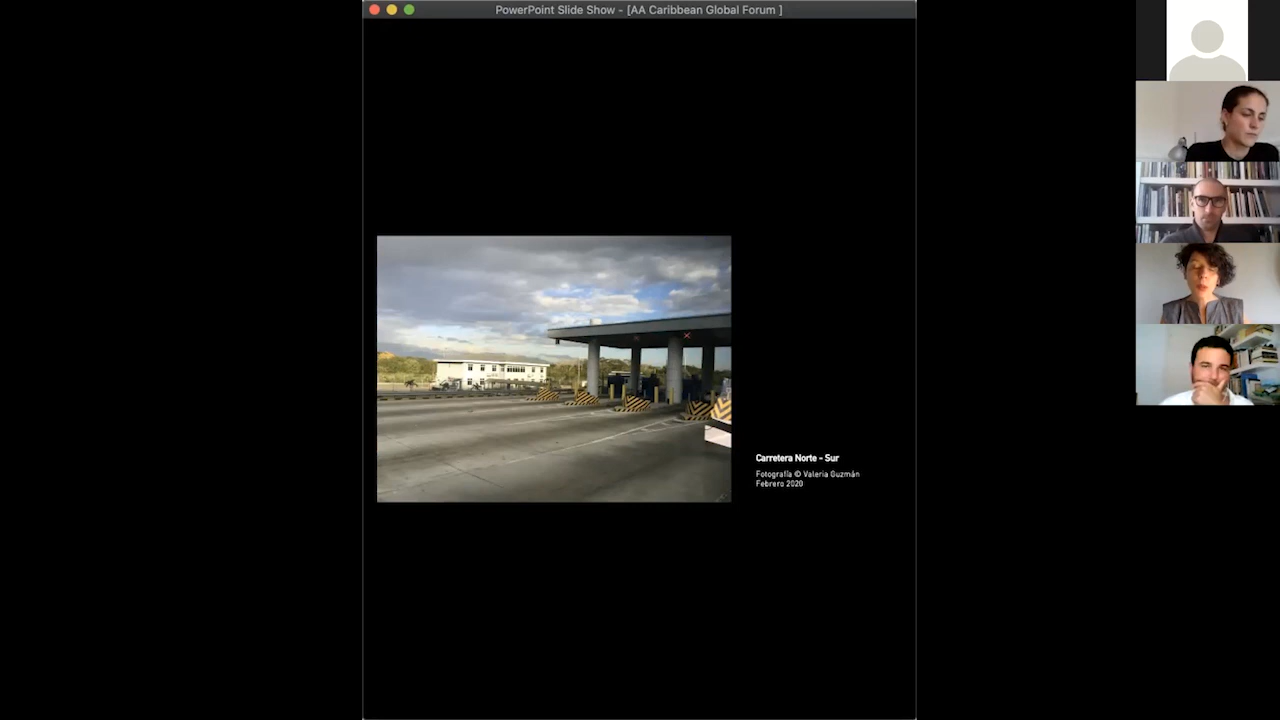 PowerPoint Slide Show - [AA Caribbean Global Forum ]
Carretera Norte - Sur
Fotografía © Valeria Guzmán
Febrero 2020